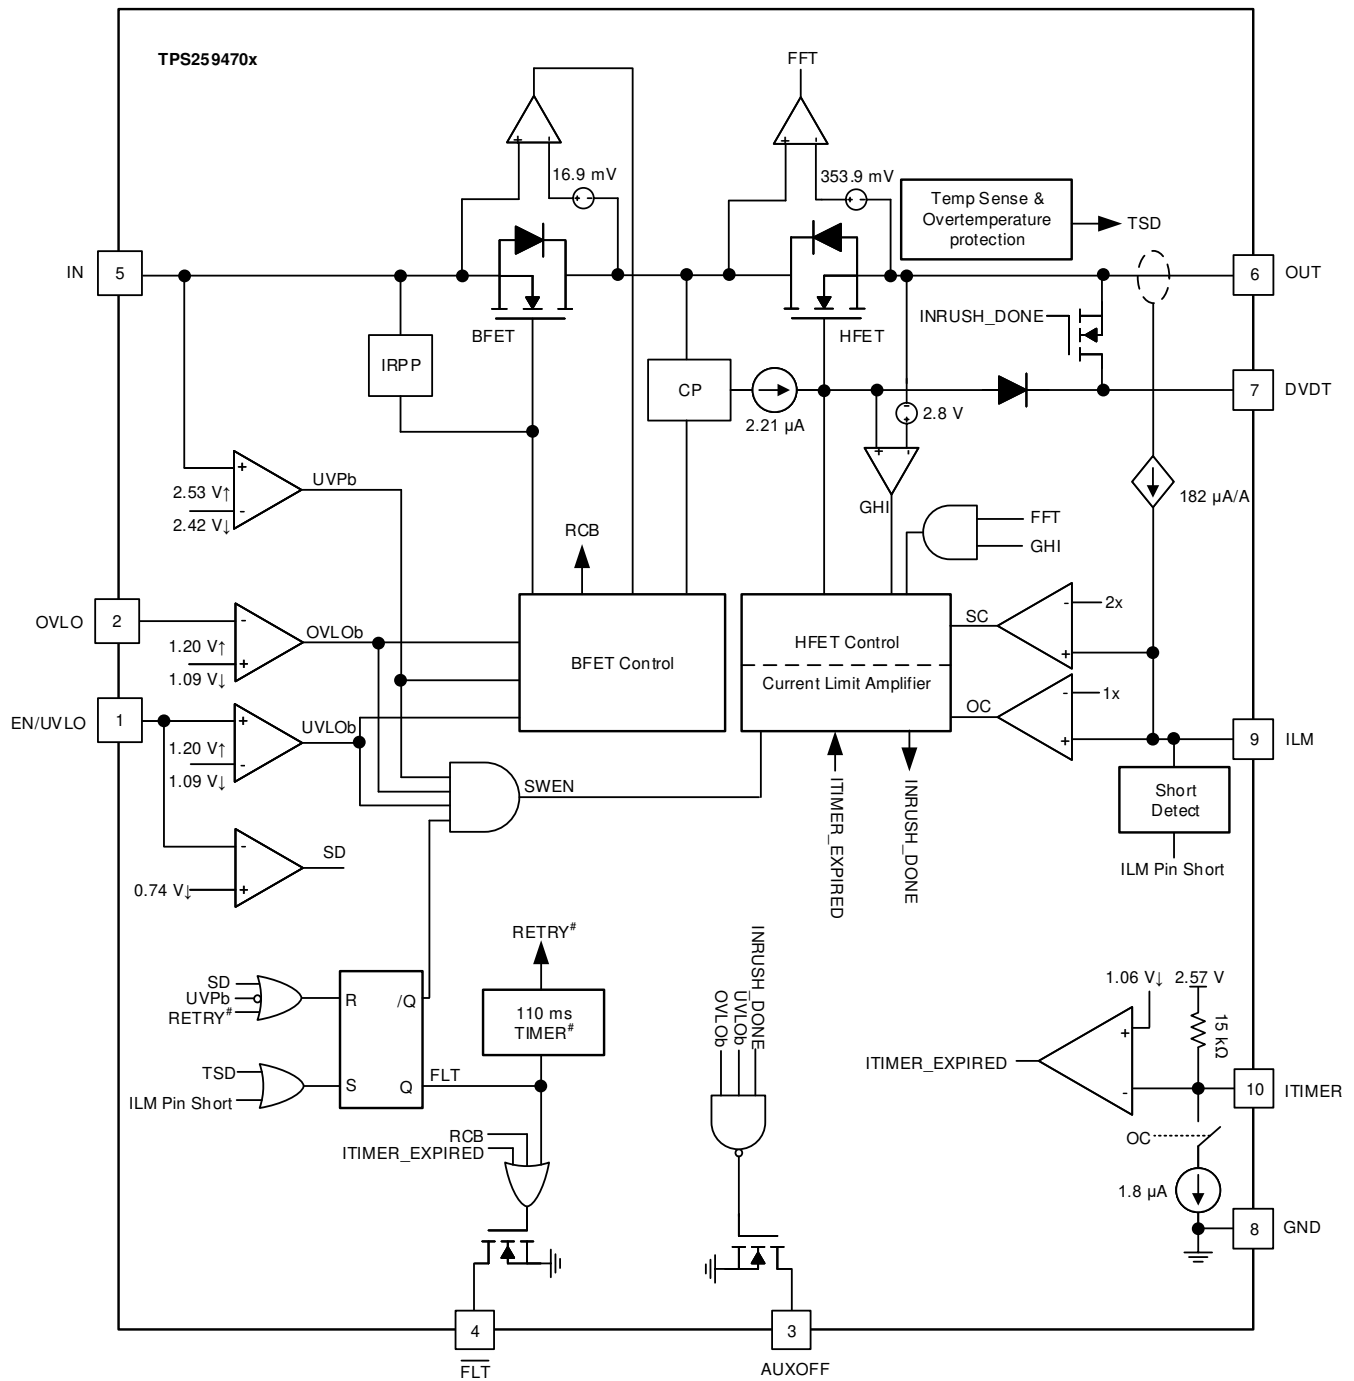 TPS259470x
FFT
16.9 mV
353.9 mV
+
-
+
-
+ -
+ -
Temp Sense &
Overtemperature
protection
TSD
IN
5
6
OUT
BFET
HFET
INRUSH_DONE
IRPP
CP
2.21 µA
-
+
2.8 V
7
DVDT
+
-
GHI
UVPb
+
2.53 V↑
-
2.42 V↓
182 µA/A
RCB
FFT
GHI
OVLO
2
-
1.20 V↑
+
1.09 V↓
OVLOb
BFET Control
HFET Control
Current Limit Amplifier
SC
-
2x
+
OC
-
1x
+
EN/UVLO
1
+
1.20 V↑
-
1.09 V↓
UVLOb
9
ILM
SWEN
ITIMER_EXPIRED
INRUSH_DONE
Short
Detect
ILM Pin Short
-
SD
0.74 V↓
+
RETRY#
INRUSH_DONE
UVLOb
OVLOb
SD
UVPb
RETRY#
R
/Q
110 ms
TIMER#
1.06 V↓
2.57 V
+
15 kΩ
ITIMER_EXPIRED
-
TSD
ILM Pin Short
S
Q
FLT
10
ITIMER
RCB
ITIMER_EXPIRED
OC
1.8 µA
8
GND
4
FLT
3
AUXOFF